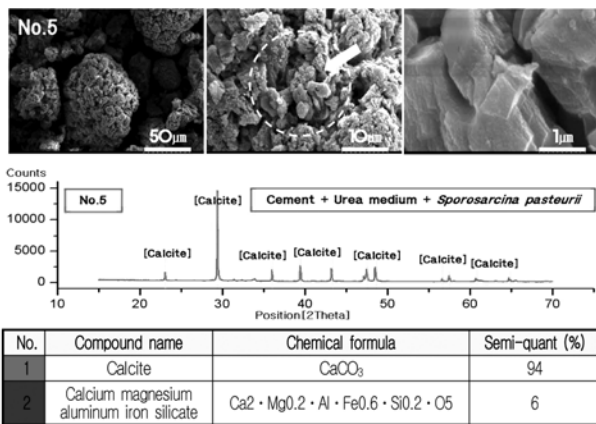 No.5
50μm
10μm
1μm
Counts
15000
10000
5000
0
No.5
[Calcite]
Cement + Urea medium + Sporosarcina pasteurii
[Calcite]
[Calcite]
[Calcite]
[Calcite]
[Calcite]
[Calcite]
10 20 30 40 50 60 70
Position[2Theta]
No. Compound name Chemical formula Semi-quant (%)
1 Calcite CaCO₃ 94
2 Calcium magnesium aluminum iron silicate Ca2・Mg0.2・Al・Fe0.6・Si0.2・O5 6